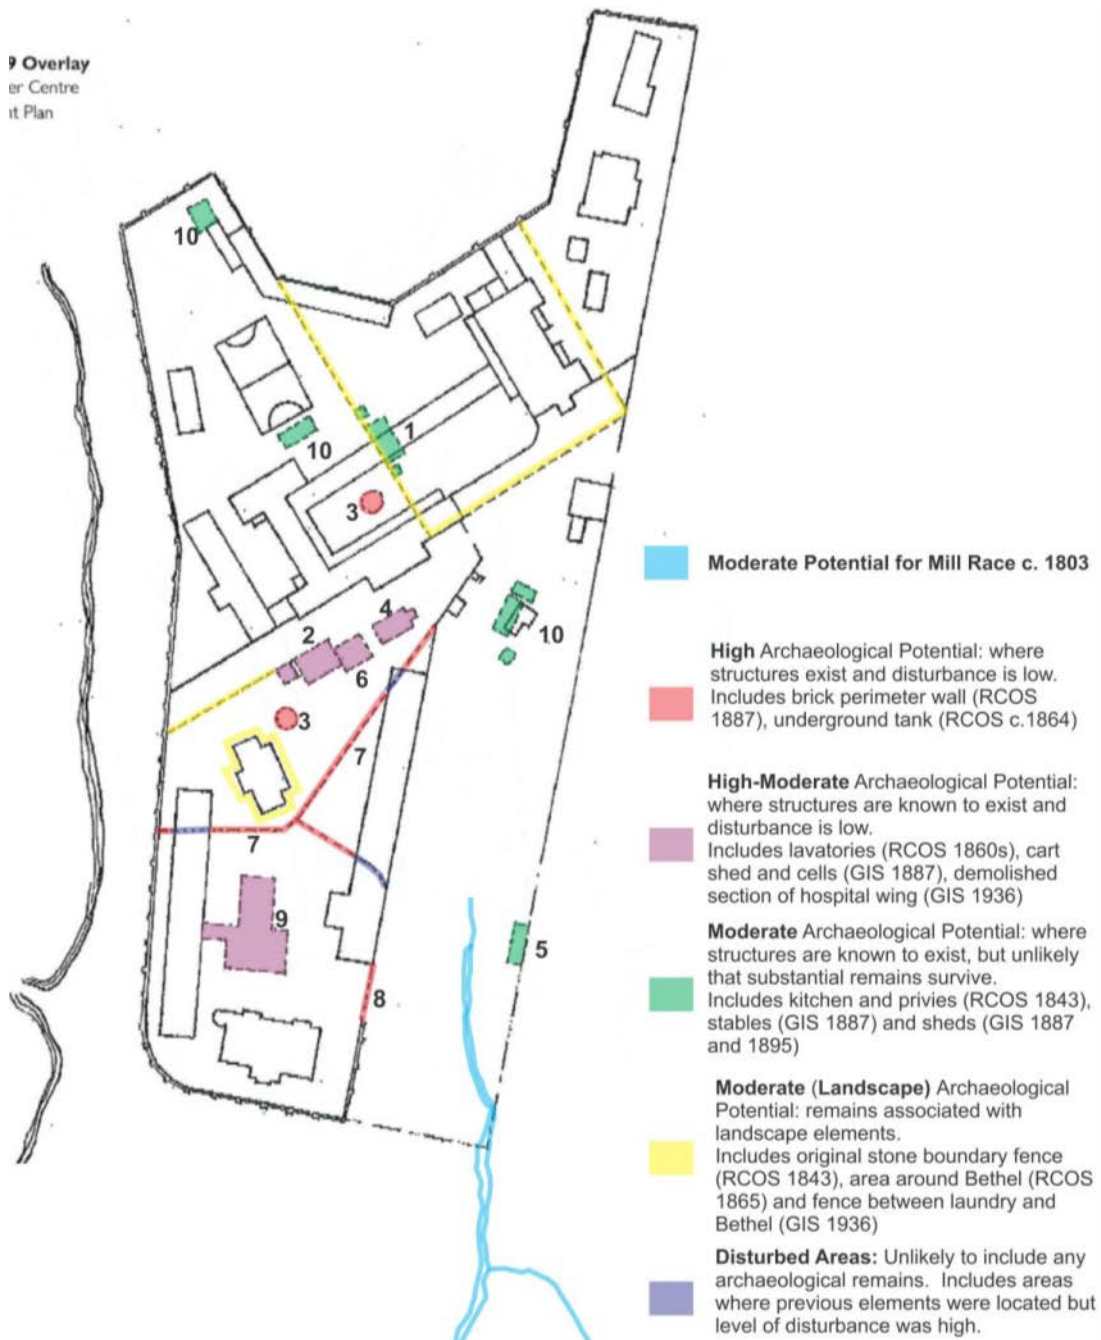 9 Overlay
er Centre
nt Plan
10
10
1
3
4
2
6
10
3
7
7
9
5
8
Moderate Potential for Mill Race c. 1803
High Archaeological Potential: where
structures exist and disturbance is low.
Includes brick perimeter wall (RCOS
1887), underground tank (RCOS c.1864)
High-Moderate Archaeological Potential:
where structures are known to exist and
disturbance is low.
Includes lavatories (RCOS 1860s), cart
shed and cells (GIS 1887), demolished
section of hospital wing (GIS 1936)
Moderate Archaeological Potential: where
structures are known to exist, but unlikely
that substantial remains survive.
Includes kitchen and privies (RCOS 1843),
stables (GIS 1887) and sheds (GIS 1887
and 1895)
Moderate (Landscape) Archaeological
Potential: remains associated with
landscape elements.
Includes original stone boundary fence
(RCOS 1843), area around Bethel (RCOS
1865) and fence between laundry and
Bethel (GIS 1936)
Disturbed Areas: Unlikely to include any
archaeological remains. Includes areas
where previous elements were located but
level of disturbance was high.